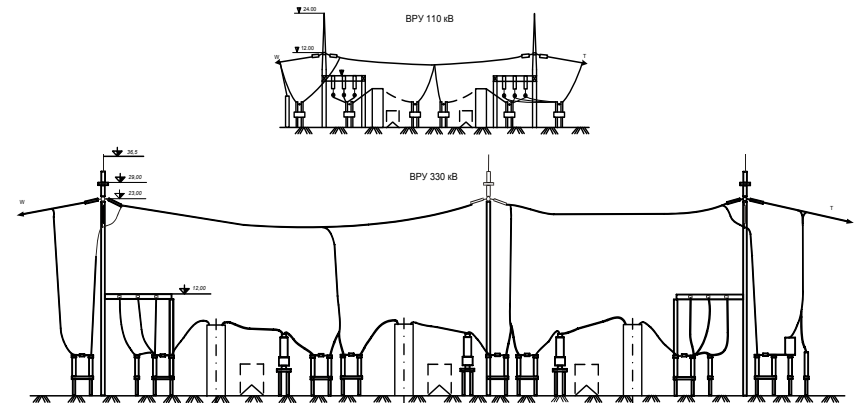 24.00
ВРУ 110 кВ
12.00
W
T
36,5
ВРУ 330 кВ
29,00
23,00
W
T
12,00